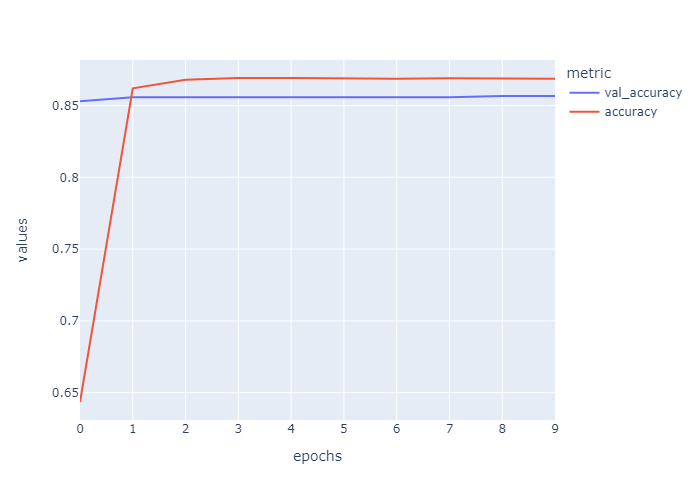 metric
val_accuracy
accuracy
values
0.85
0.8
0.75
0.7
0.65
0 1 2 3 4 5 6 7 8 9
epochs